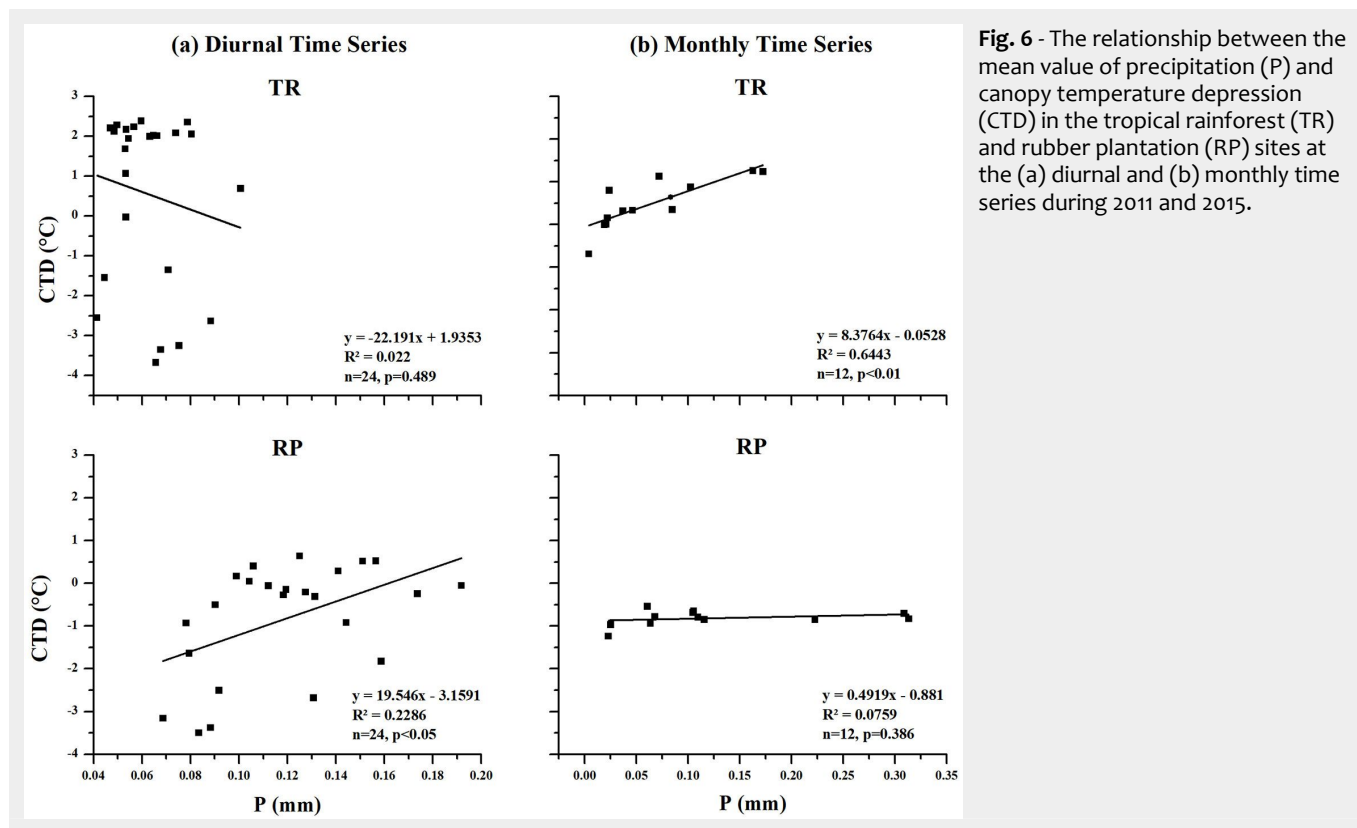 (a) Diurnal Time Series
(b) Monthly Time Series
TR
TR
3
2
1
0
-1
-2
-3
-4
CTD (°C)
y = -22.191x + 1.9353
R² = 0.022
n=24, p=0.489
y = 8.3764x - 0.0528
R² = 0.6443
n=12, p<0.01
RP
RP
3
2
1
0
-1
-2
-3
-4
CTD (°C)
y = 19.546x - 3.1591
R² = 0.2286
n=24, p<0.05
y = 0.4919x - 0.881
R² = 0.0759
n=12, p=0.386
0.04 0.06 0.08 0.10 0.12 0.14 0.16 0.18 0.20
0.00 0.05 0.10 0.15 0.20 0.25 0.30 0.35
P (mm)
P (mm)
Fig. 6 - The relationship between the
mean value of precipitation (P) and
canopy temperature depression
(CTD) in the tropical rainforest (TR)
and rubber plantation (RP) sites at
the (a) diurnal and (b) monthly time
series during 2011 and 2015.